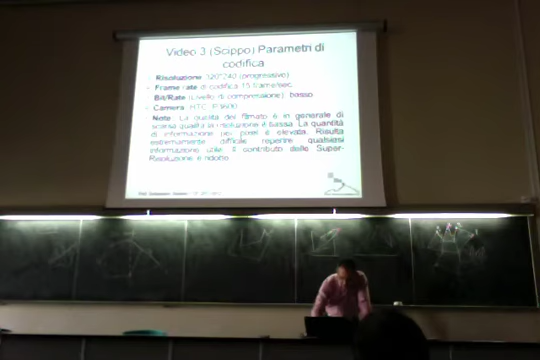 Video 3 (Scippo) Parametri di
codifica
Risoluzione: 320*240 (progressivo)
Frame rate di codifica 15 frame/sec
Bit/Rate (Livello di compressione): basso
Camera: HTC P3600
Note: La qualità del filmato è in generale di
scarsa qualità la risoluzione è bassa. La quantità
di informazione per pixel è elevata. Risulta
estremamente difficile reperire qualsiasi
informazione utile. Il contributo della Super-
Risoluzione è ridotto